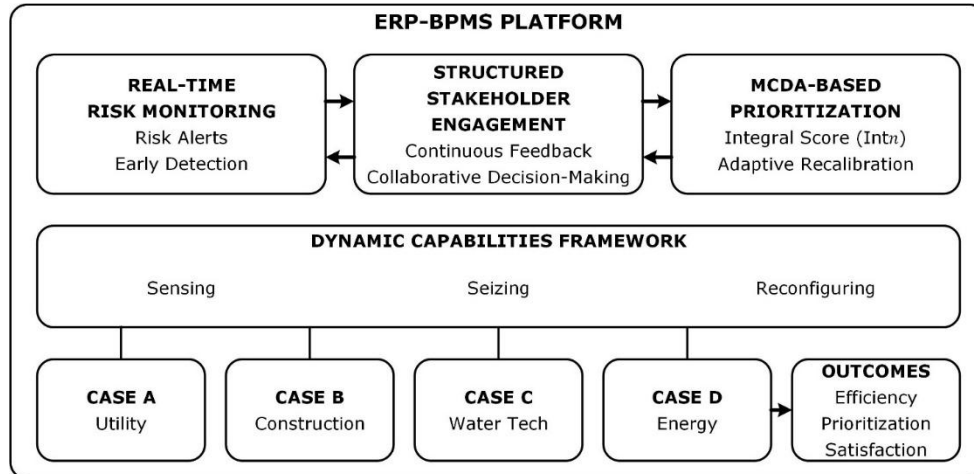 ERP-BPMS PLATFORM
REAL-TIME
RISK MONITORING
Risk Alerts
Early Detection
STRUCTURED
STAKEHOLDER
ENGAGEMENT
Continuous Feedback
Collaborative Decision-Making
MCDA-BASED
PRIORITIZATION
Integral Score (Intn)
Adaptive Recalibration
DYNAMIC CAPABILITIES FRAMEWORK
Sensing
Seizing
Reconfiguring
CASE A
Utility
CASE B
Construction
CASE C
Water Tech
CASE D
Energy
OUTCOMES
Efficiency
Prioritization
Satisfaction